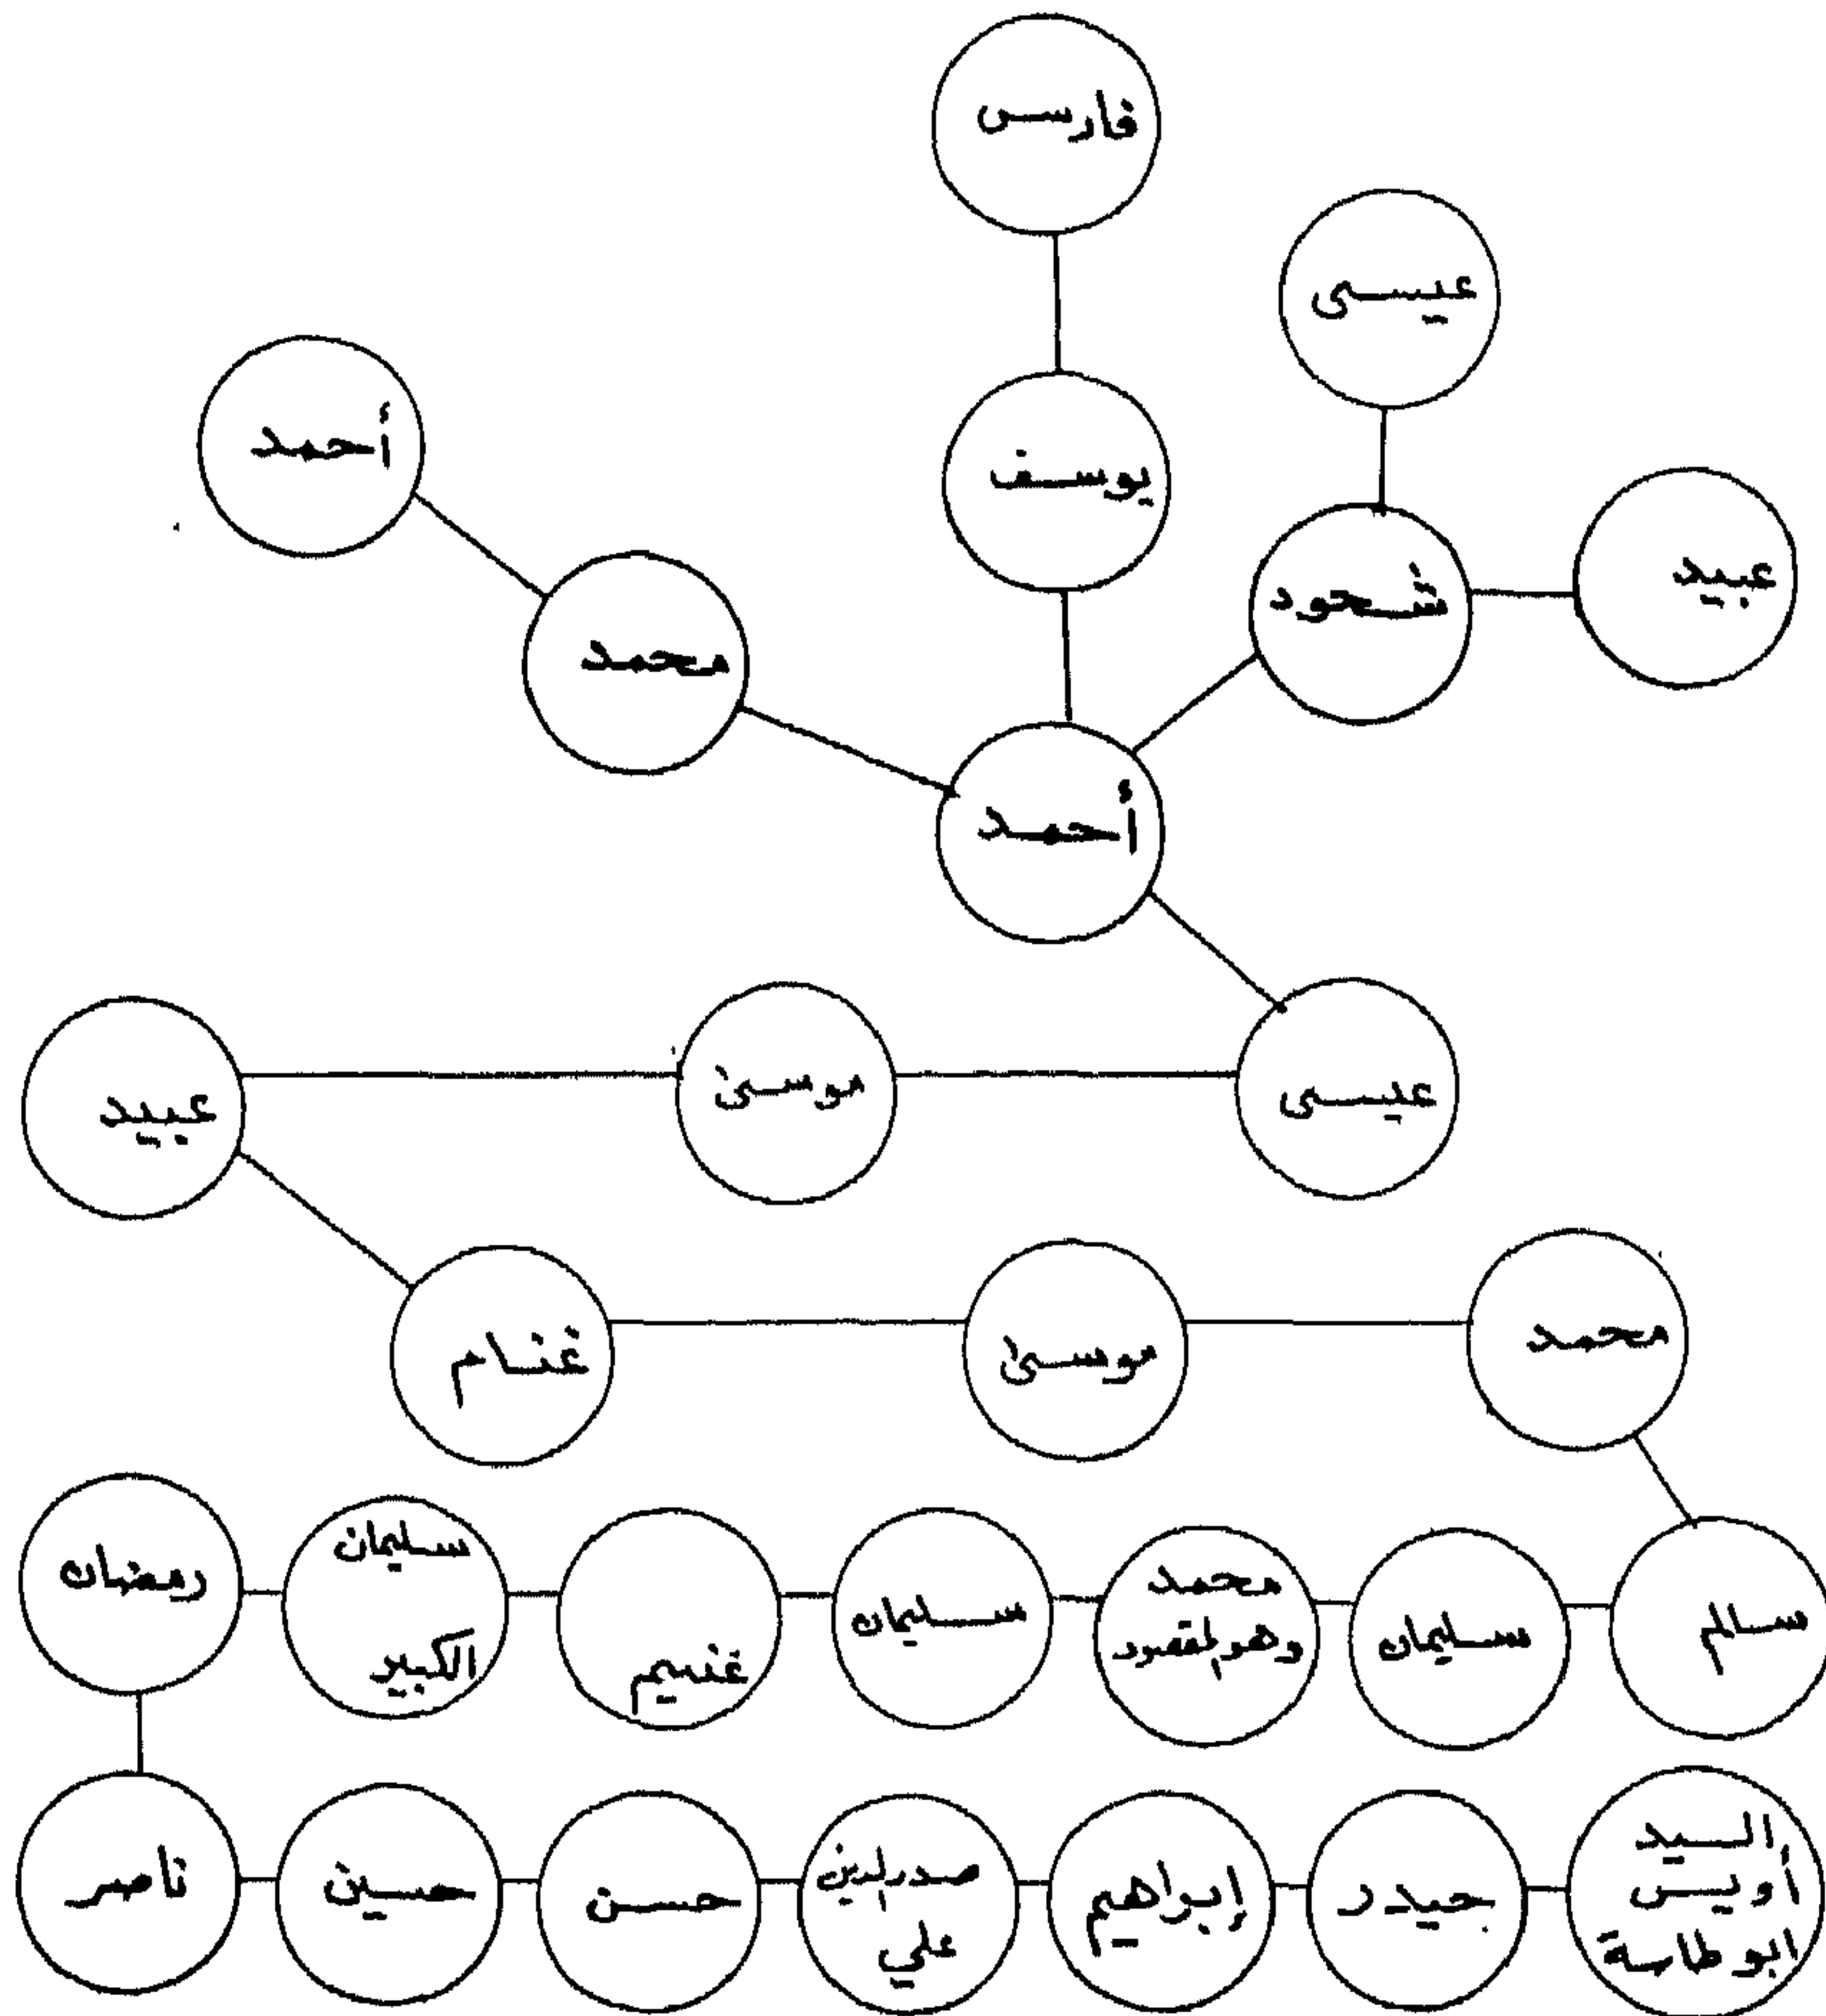 فارس
عيسى
أحمد
يوسف
عبيد
شحود
محمد
أحمد
عيسى
موسى
عبيد
محمد
موسى
غنام
سالم
سليمان
محمد
وهو المقصود
سليمان
غنيم
سليمان
الكبير
رمضان
السيد
أويس
ابو طاسة
حيدر
إبراهيم
صدر الدين
علي
حسن
حسين
ناصر